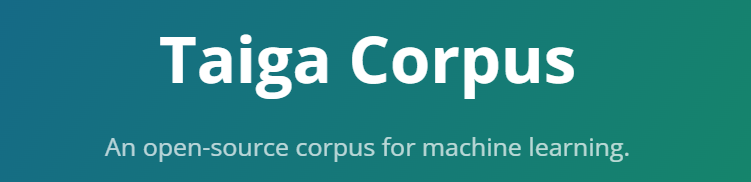 Taiga Corpus
An open-source corpus for machine learning.